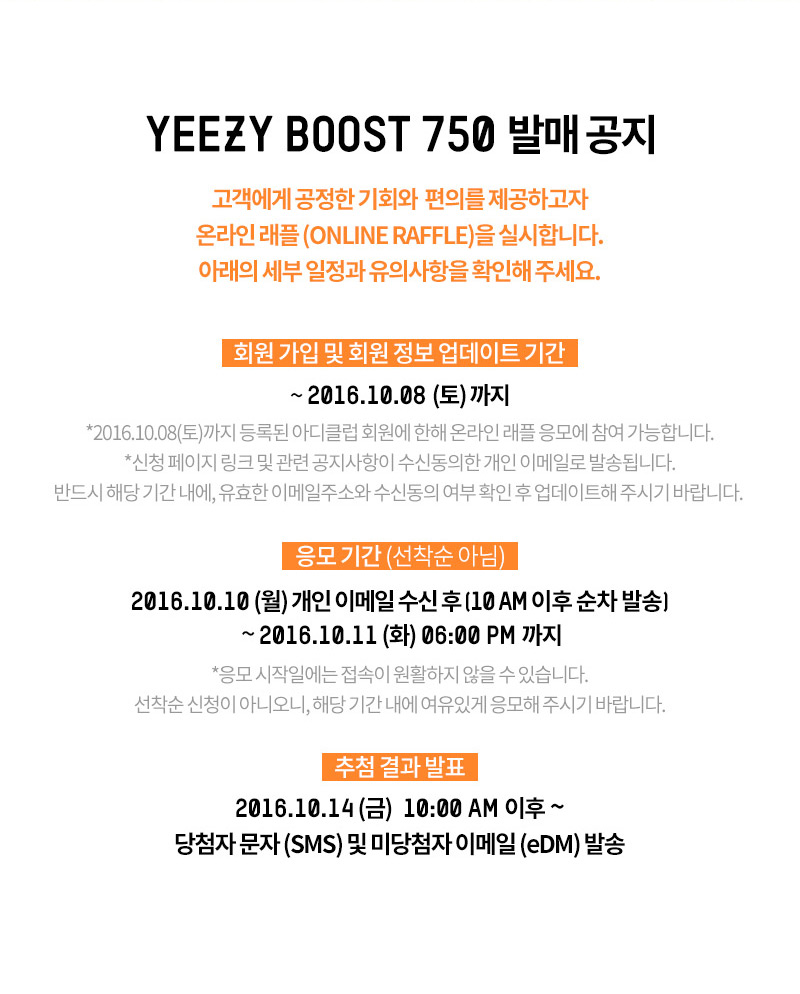 YEEZY BOOST 750 발매 공지
고객에게 공정한 기회와 편의를 제공하고자
온라인 래플 (ONLINE RAFFLE)을 실시합니다.
아래의 세부 일정과 유의사항을 확인해 주세요.
회원 가입 및 회원 정보 업데이트 기간
~ 2016.10.08 (토) 까지
*2016.10.08(토)까지 등록된 아디클럽 회원에 한해 온라인 래플 응모에 참여 가능합니다.
*신청 페이지 링크 및 관련 공지사항이 수신동의한 개인 이메일로 발송됩니다.
반드시 해당 기간 내에, 유효한 이메일주소와 수신동의 여부 확인 후 업데이트해 주시기 바랍니다.
응모 기간 (선착순 아님)
2016.10.10 (월) 개인 이메일 수신 후 (10 AM 이후 순차 발송)
~ 2016.10.11 (화) 06:00 PM 까지
*응모 시작일에는 접속이 원활하지 않을 수 있습니다.
선착순 신청이 아니오니, 해당 기간 내에 여유있게 응모해 주시기 바랍니다.
추첨 결과 발표
2016.10.14 (금) 10:00 AM 이후 ~
당첨자 문자 (SMS) 및 미당첨자 이메일 (eDM) 발송